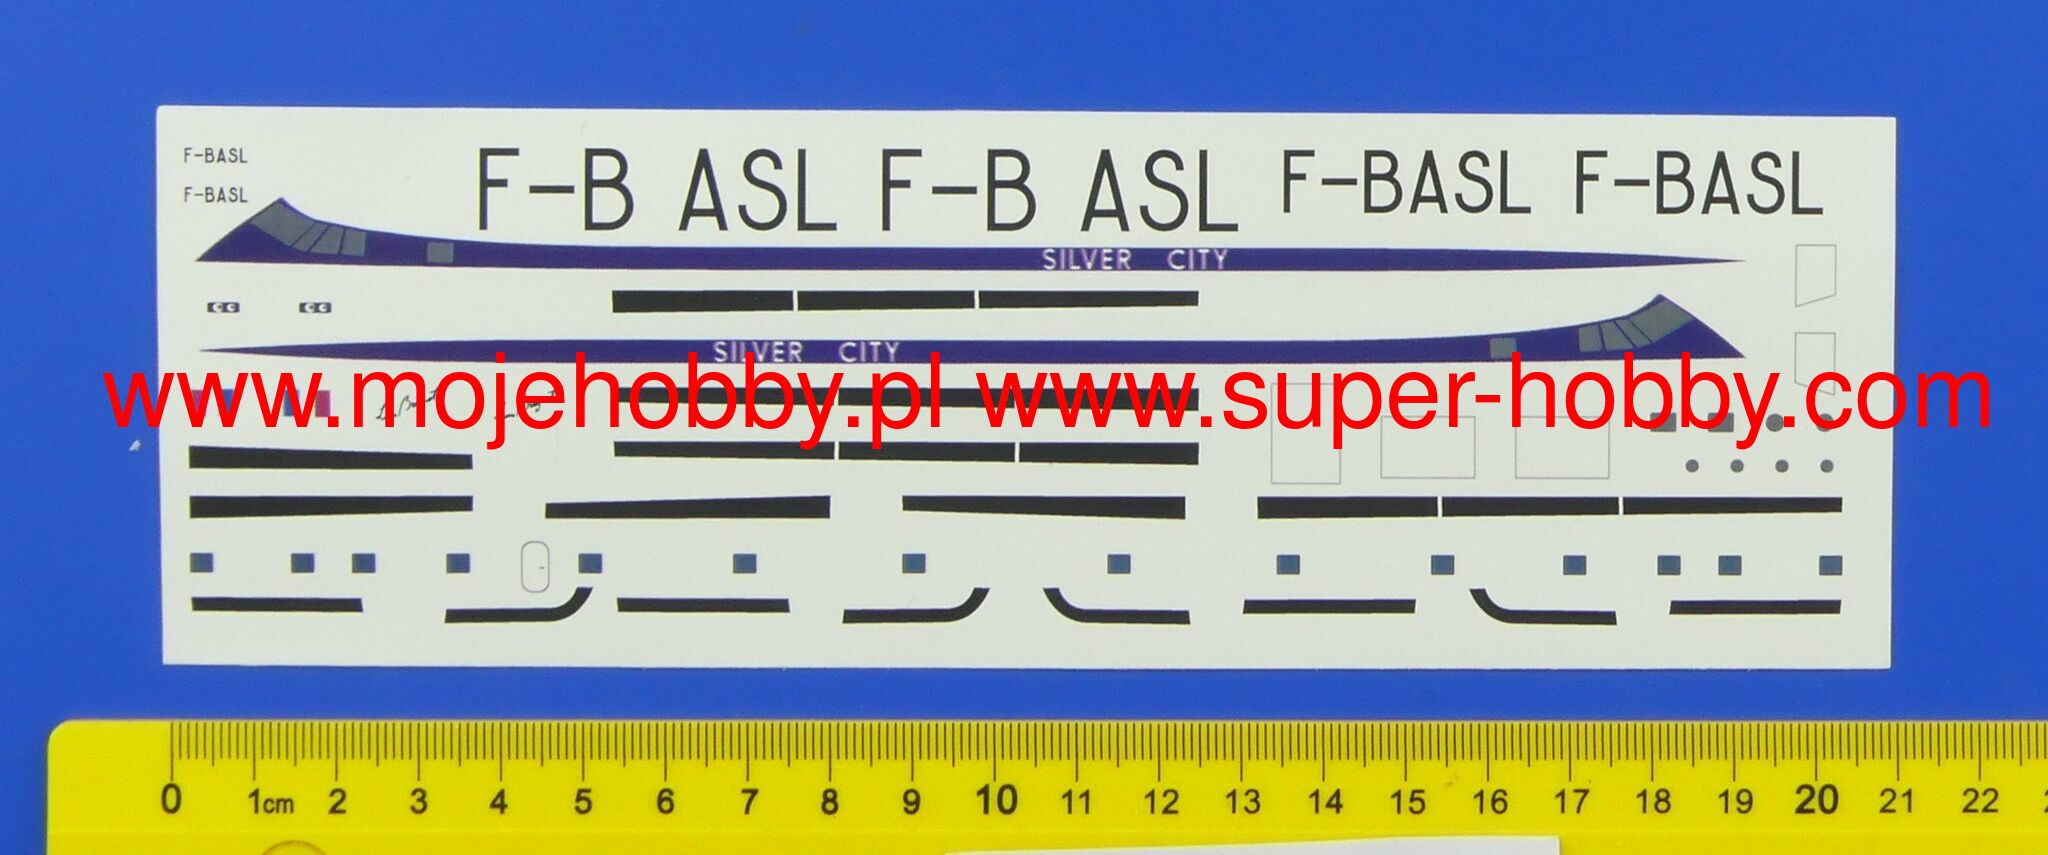 F-BASL
F-BASL
F-B ASL F-B ASL F-BASL F-BASL
SILVER CITY
SILVER CITY
www.mojehobby.pl www.super-hobby.com
0 1cm 2 3 4 5 6 7 8 9 10 11 12 13 14 15 16 17 18 19 20 21 22